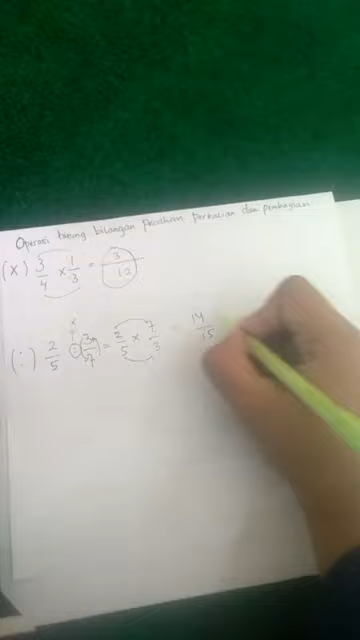 Operasi hitung bilangan pecahan perkalian dan pembagian
(x) 3/4 x 1/3 = 3/12
x
(:) 2/5 : 3/7 = 2/5 x 7/3 = 14/15